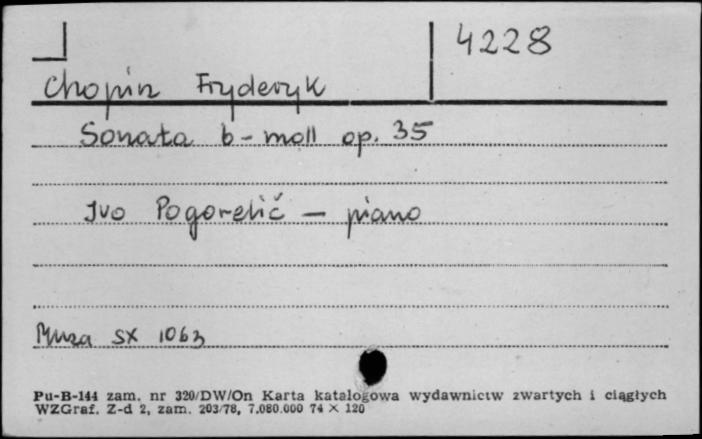 4228
Chopin Fryderyk
Sonata b-moll op. 35
Ivo Pogorelić – piano
Muza SX 1063
Pu-B-144 zam. nr 320/DW/On Karta katalogowa wydawnictw zwartych i ciągłych
WZGraf. Z-d 2, zam. 203/78, 7.080.000 74 × 120